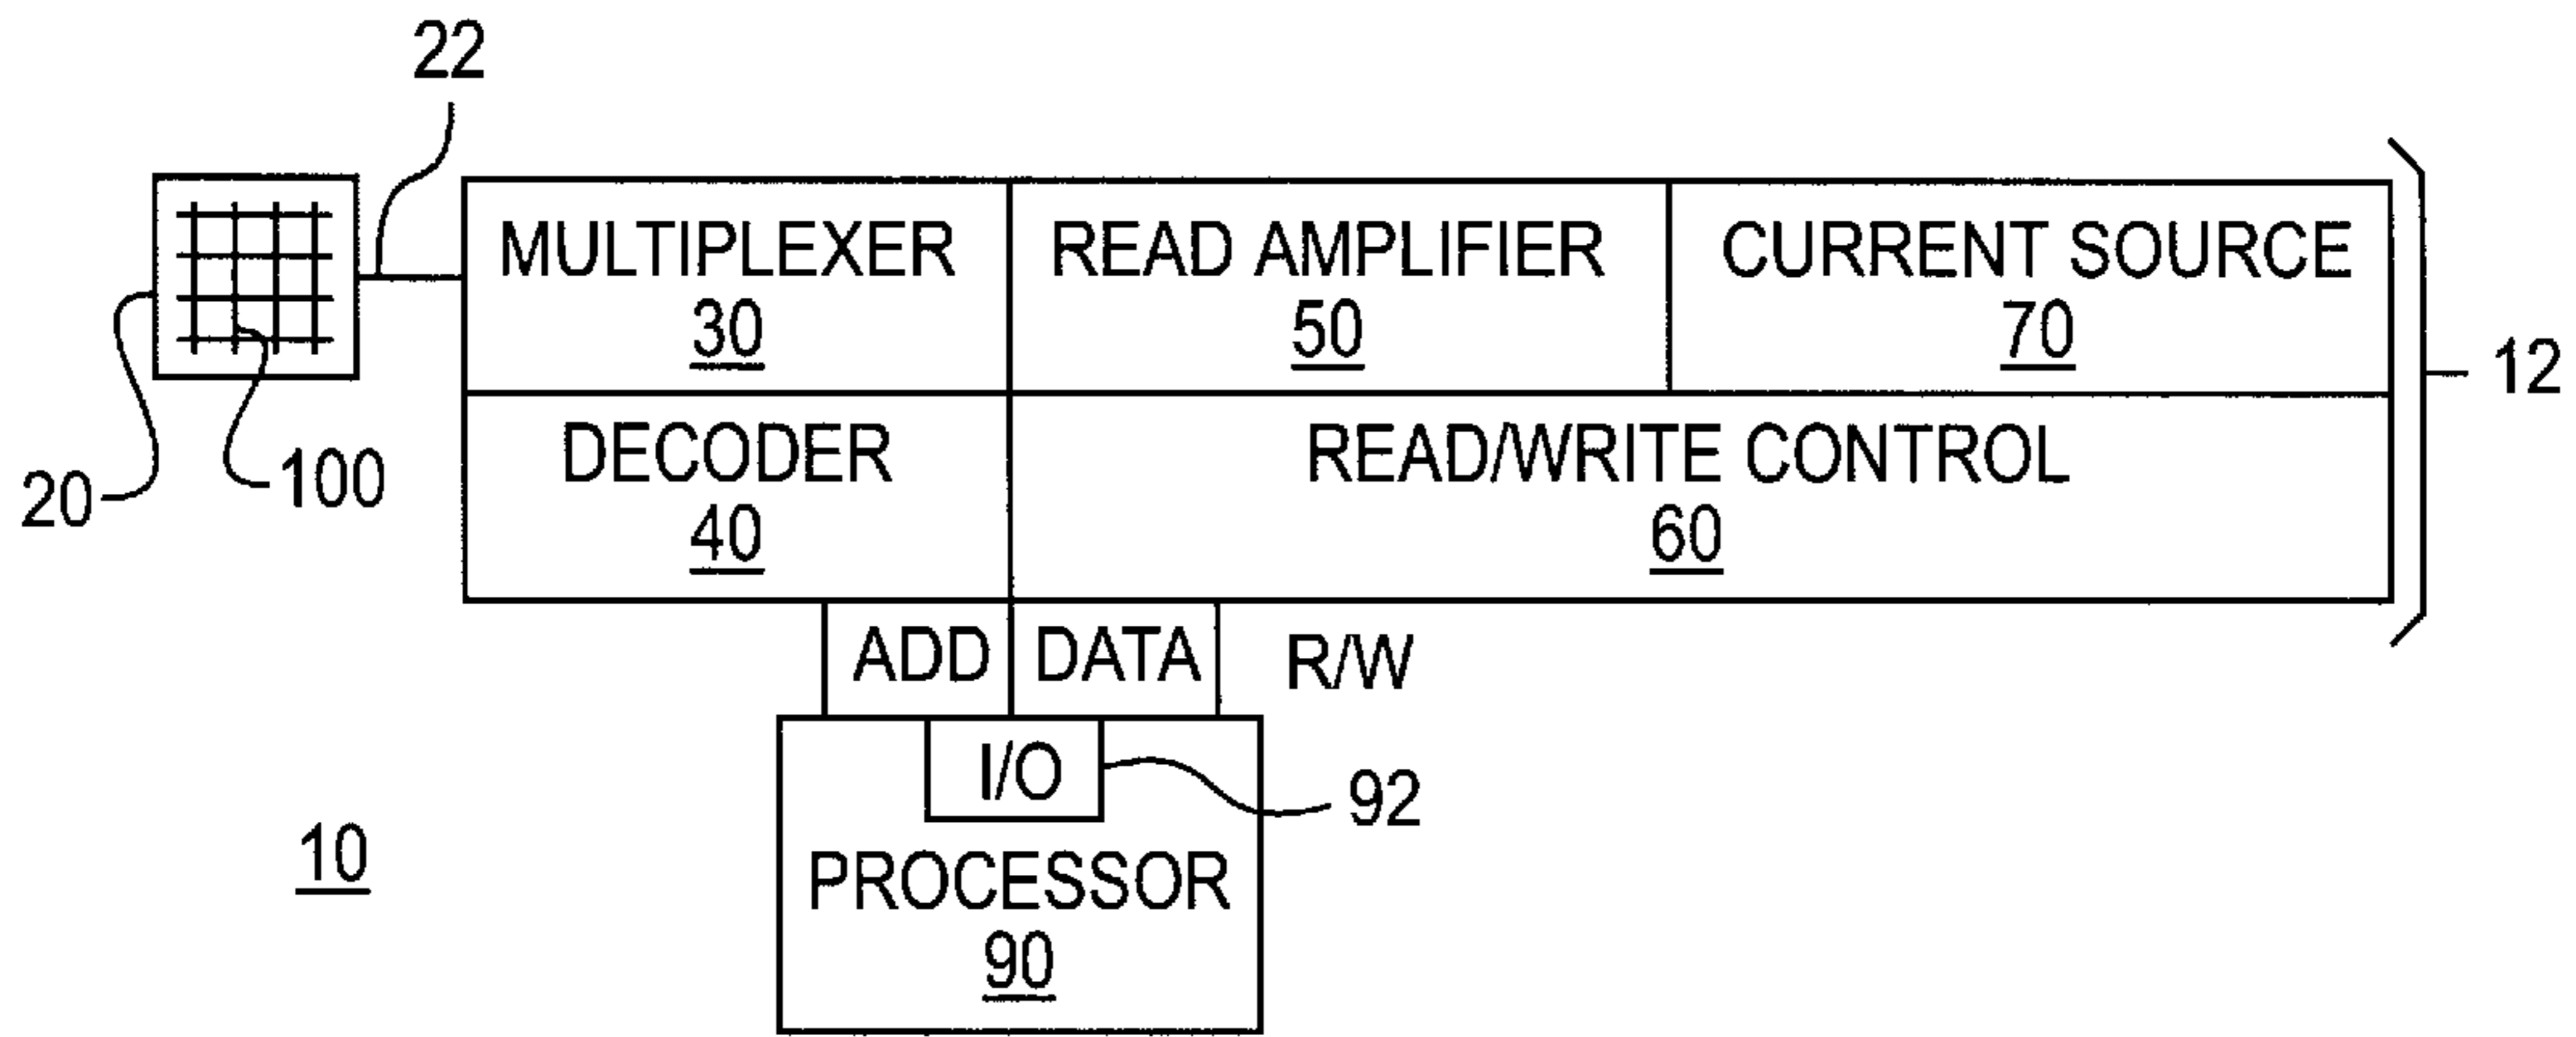 22
MULTIPLEXER
30
READ AMPLIFIER
50
CURRENT SOURCE
70
12
20
100
DECODER
40
READ/WRITE CONTROL
60
ADD
DATA
R/W
I/O
92
PROCESSOR
90
10